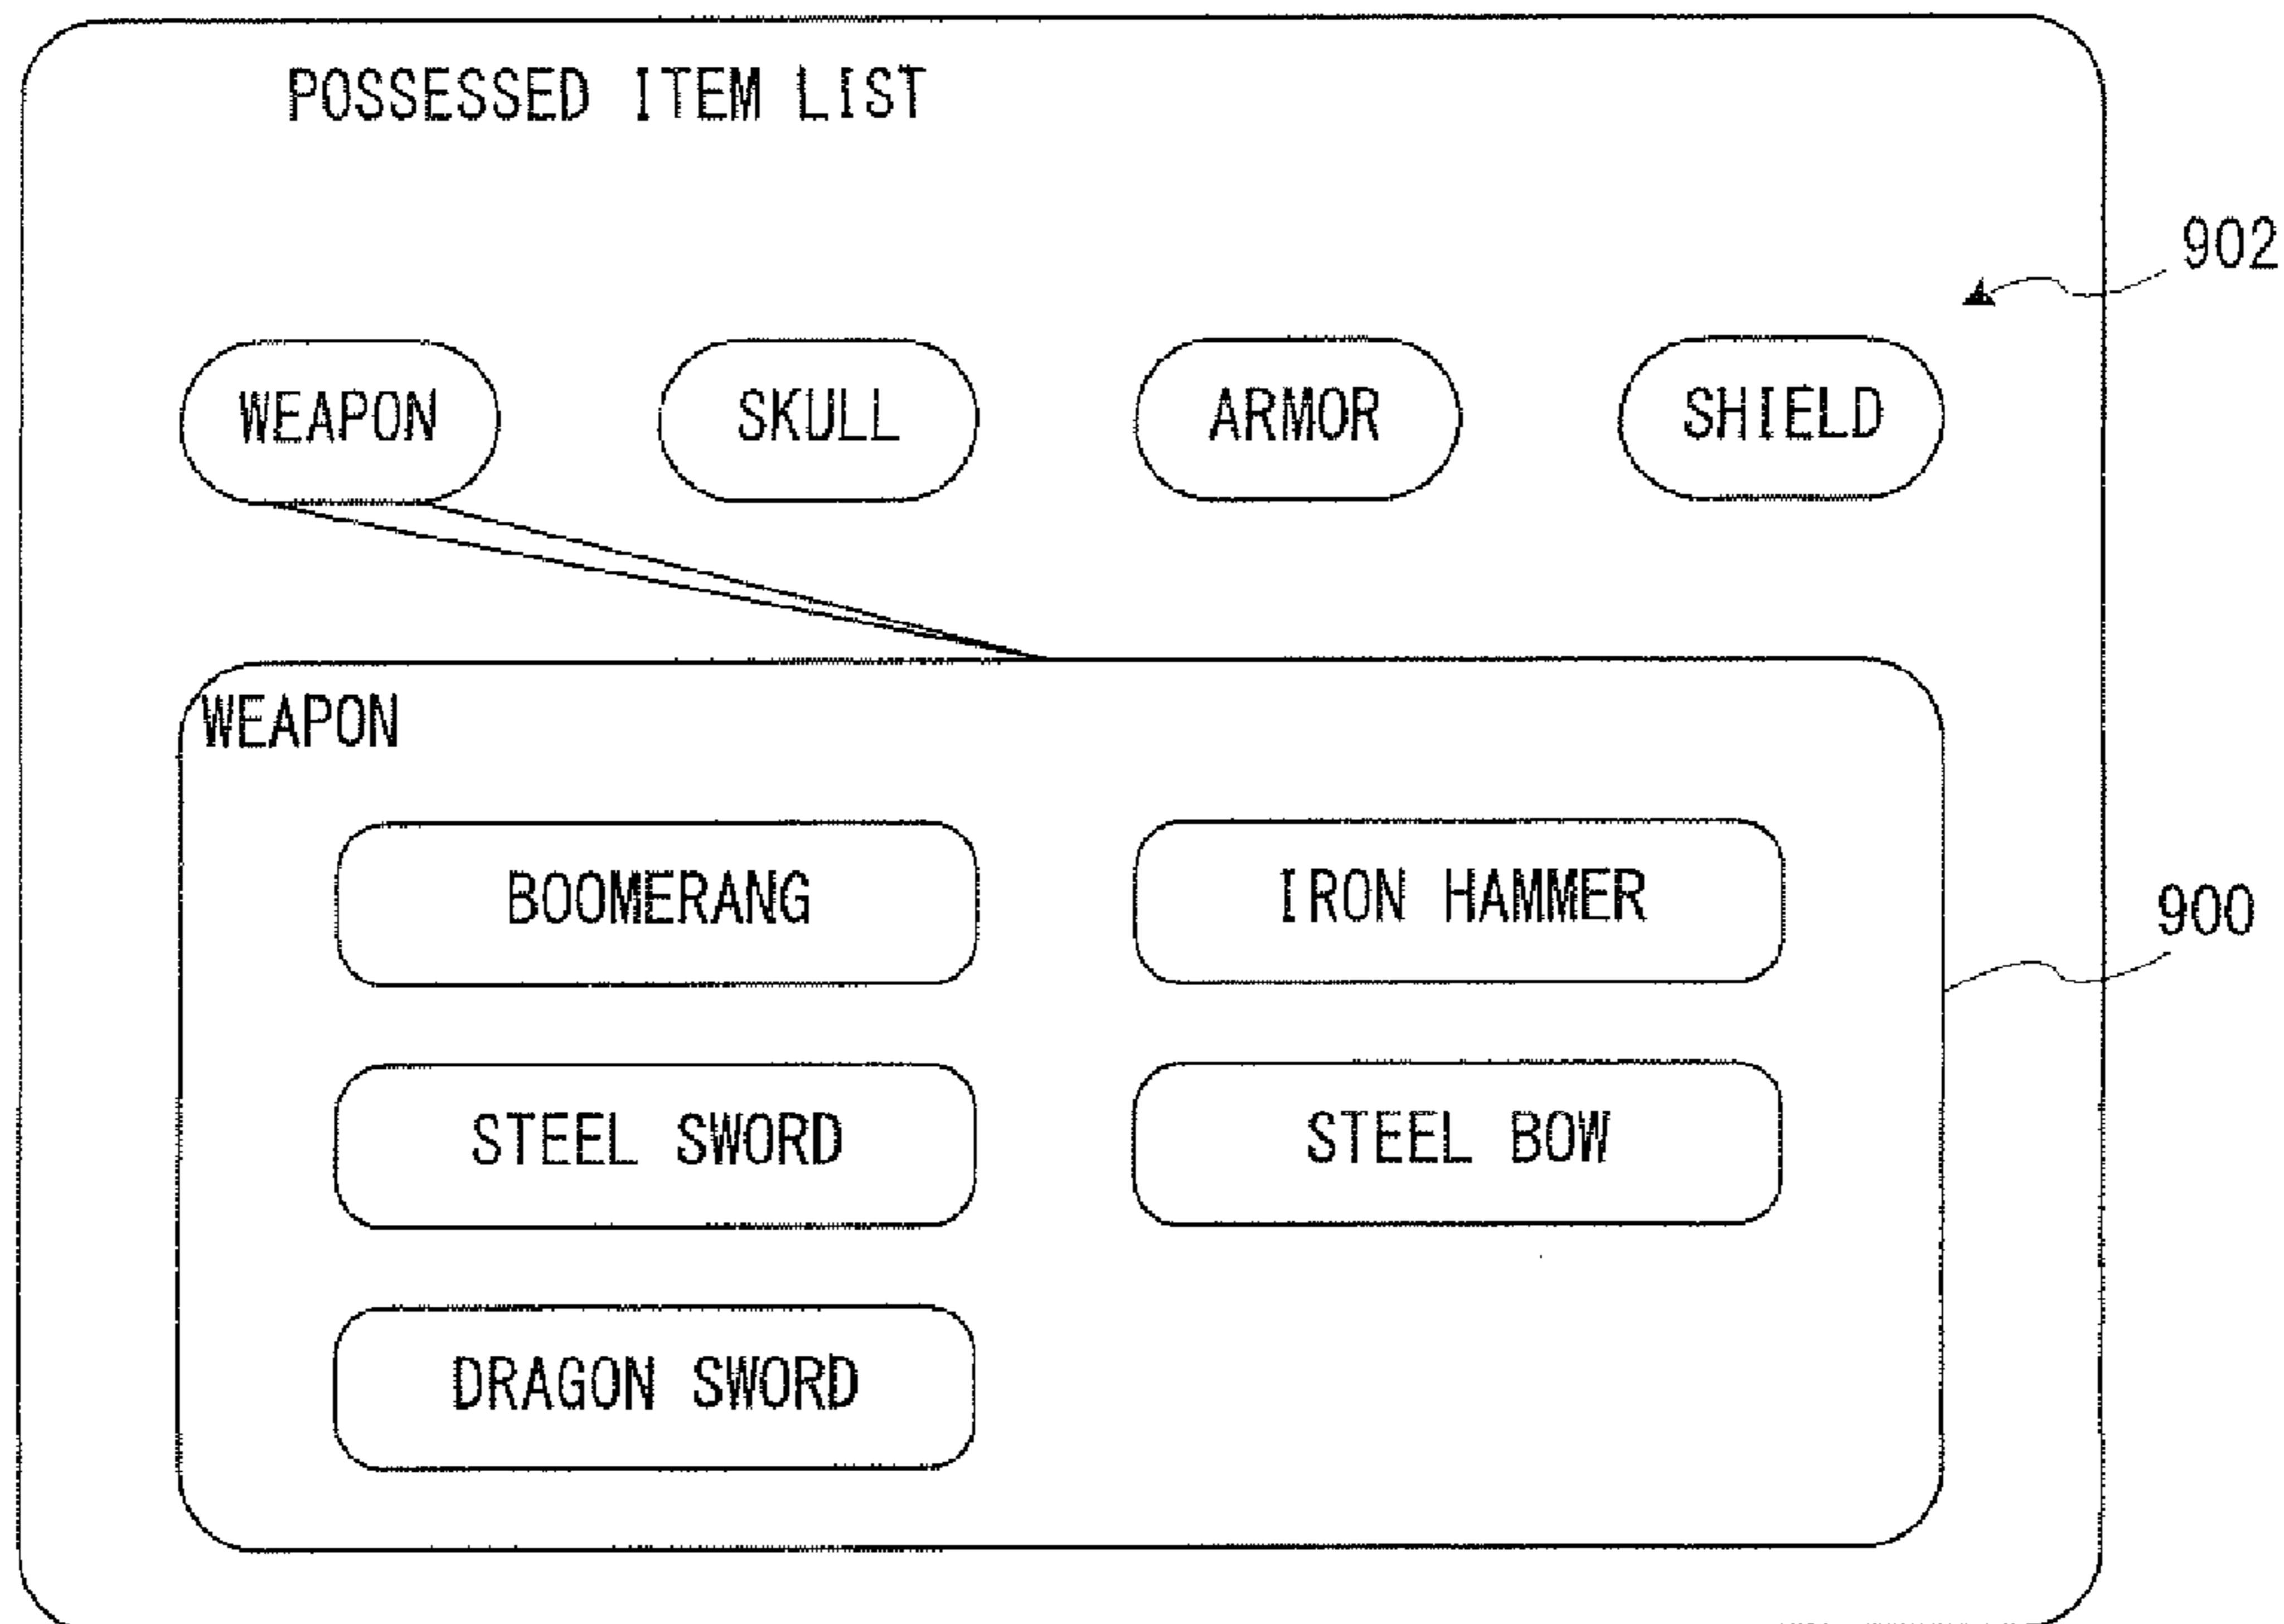 POSSESSED ITEM LIST
902
WEAPON SKULL ARMOR SHIELD
WEAPON
BOOMERANG IRON HAMMER
900
STEEL SWORD STEEL BOW
DRAGON SWORD